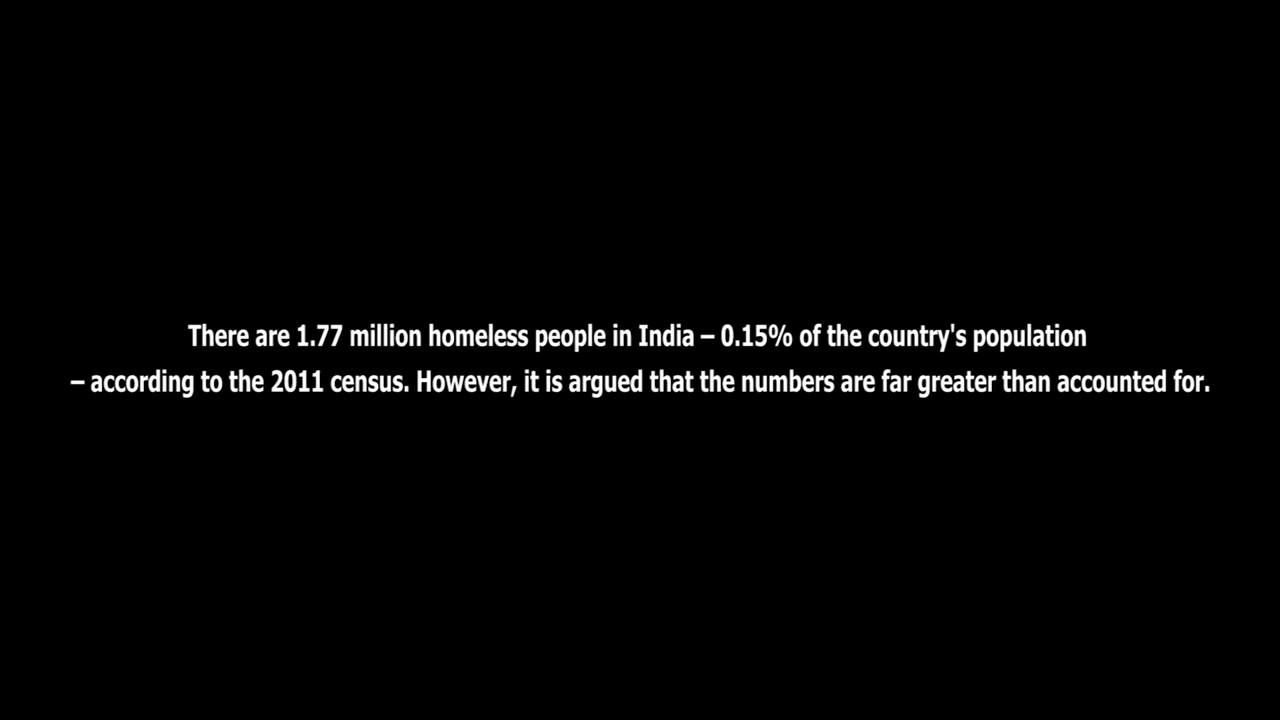 There are 1.77 million homeless people in India – 0.15% of the country's population
– according to the 2011 census. However, it is argued that the numbers are far greater than accounted for.